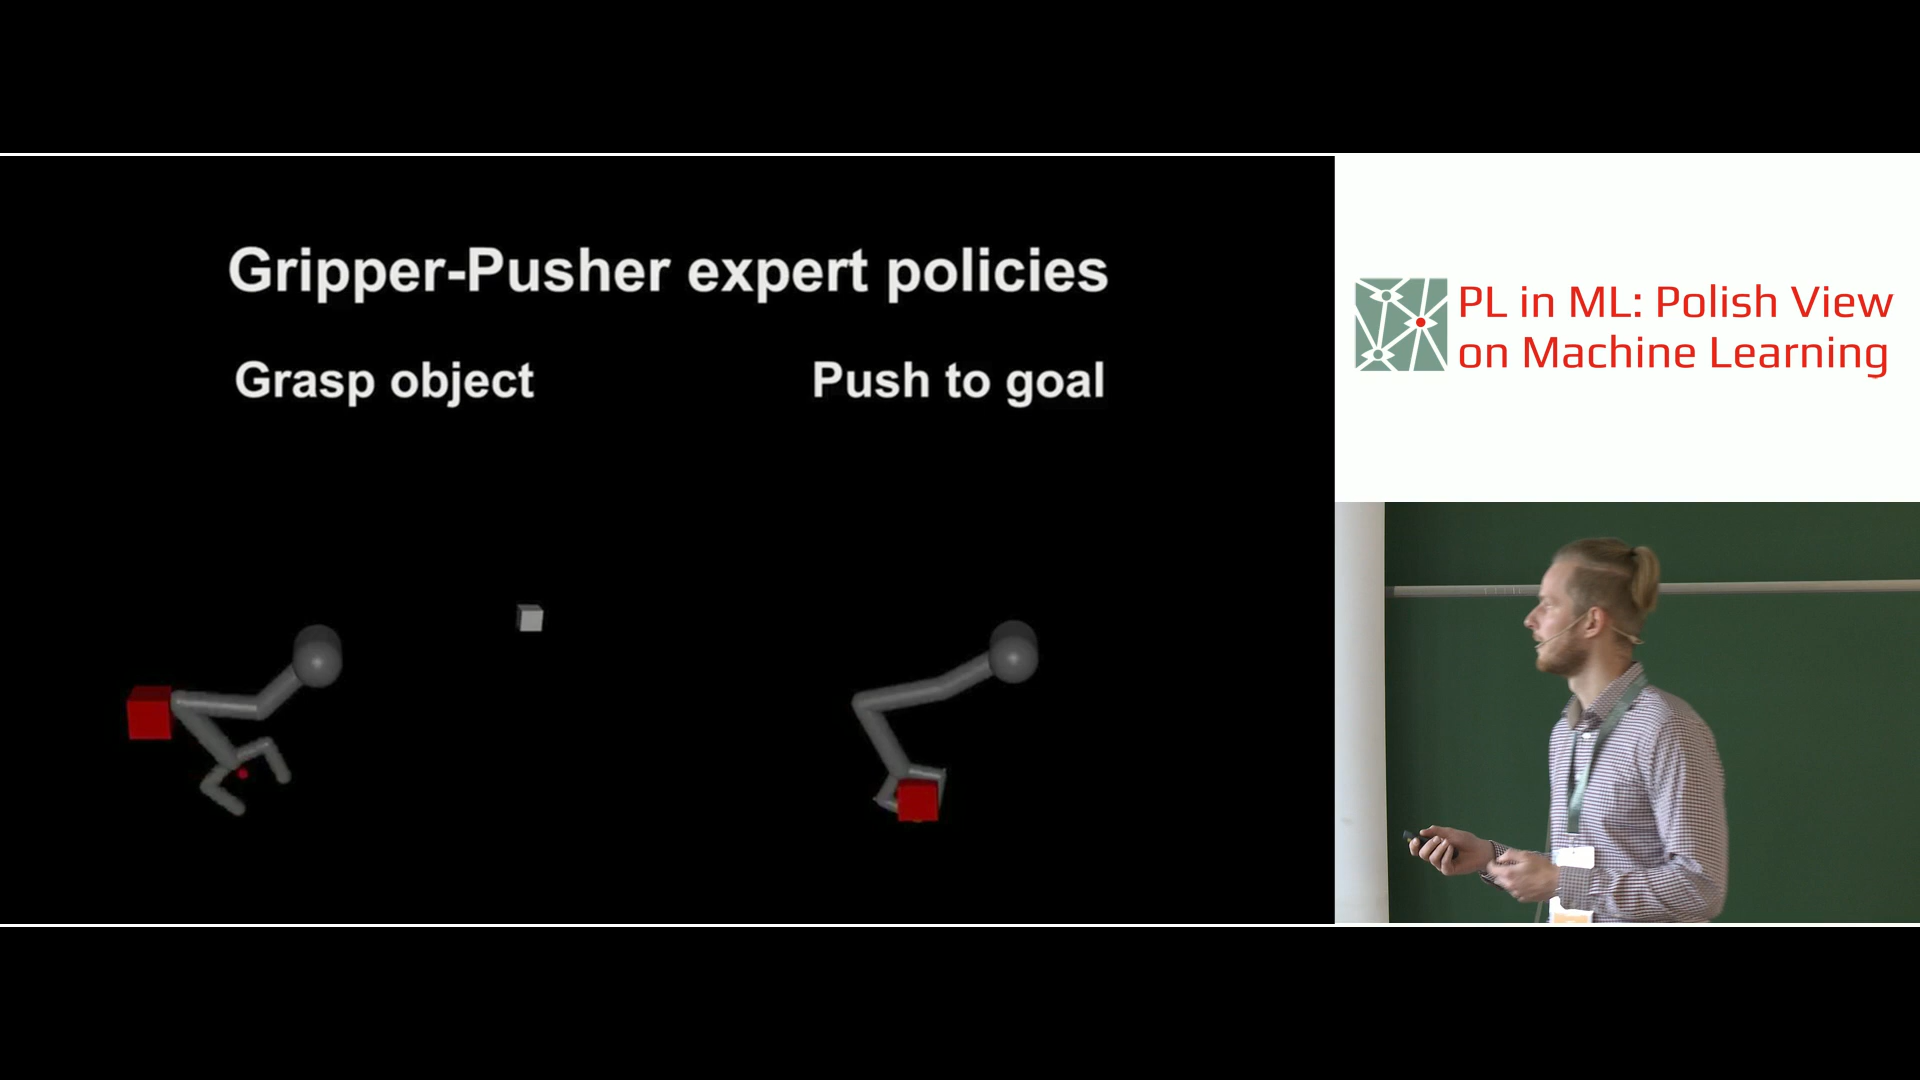 Gripper-Pusher expert policies
Grasp object
Push to goal
PL in ML: Polish View
on Machine Learning